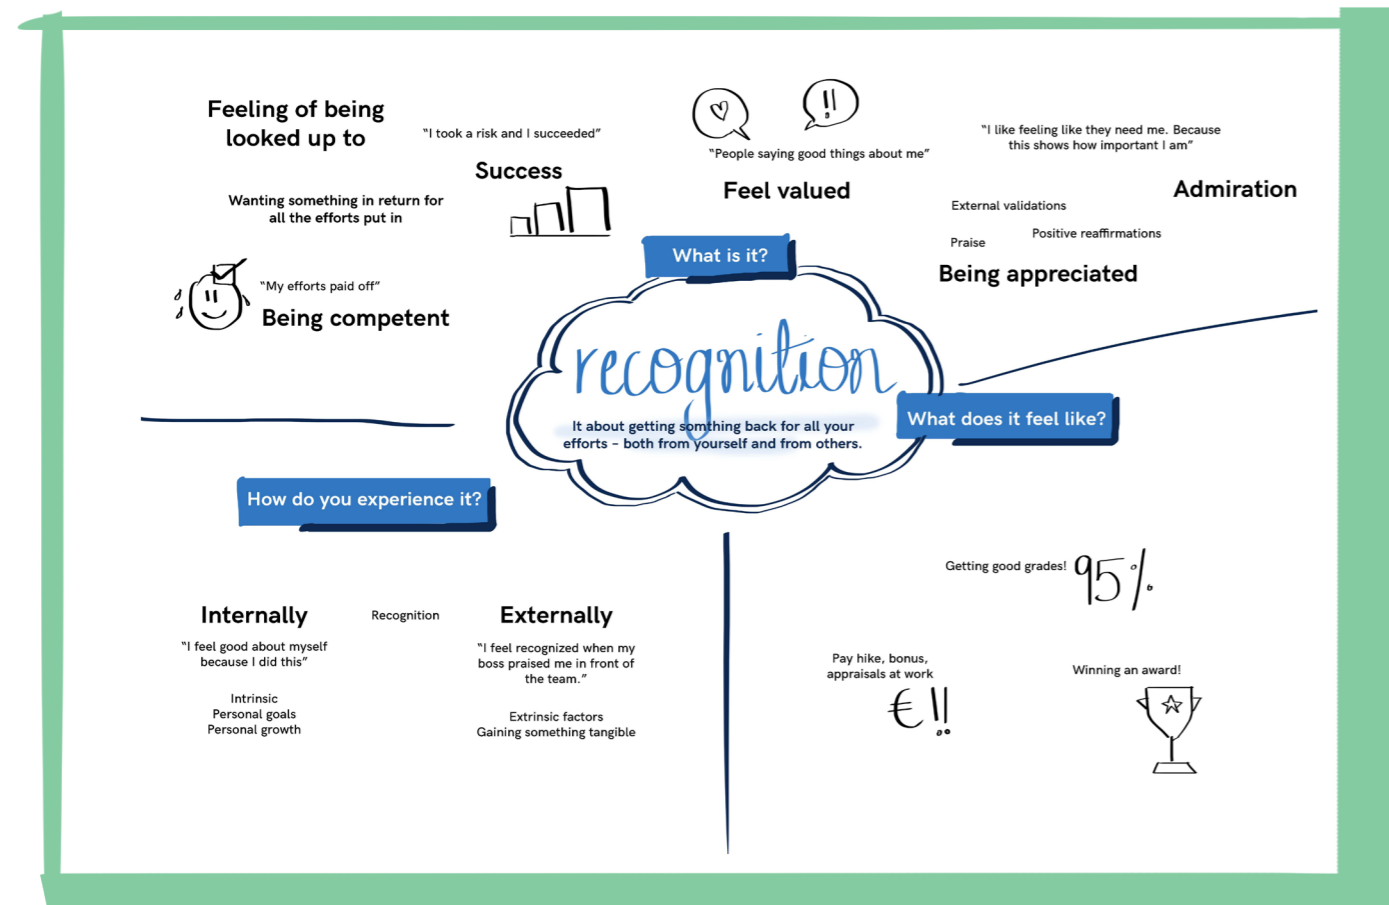 Feeling of being
looked up to
“I took a risk and I succeeded”
Success
Wanting something in return for
all the efforts put in
“My efforts paid off”
Being competent
!!
“People saying good things about me”
Feel valued
“I like feeling like they need me. Because
this shows how important I am”
Admiration
External validations
Positive reaffirmations
Praise
Being appreciated
What is it?
recognition
It about getting somthing back for all your
efforts – both from yourself and from others.
What does it feel like?
How do you experience it?
Internally
Recognition
Externally
“I feel good about myself
because I did this”
Intrinsic
Personal goals
Personal growth
“I feel recognized when my
boss praised me in front of
the team.”
Extrinsic factors
Gaining something tangible
Getting good grades!
95%
Pay hike, bonus,
appraisals at work
€!!
Winning an award!